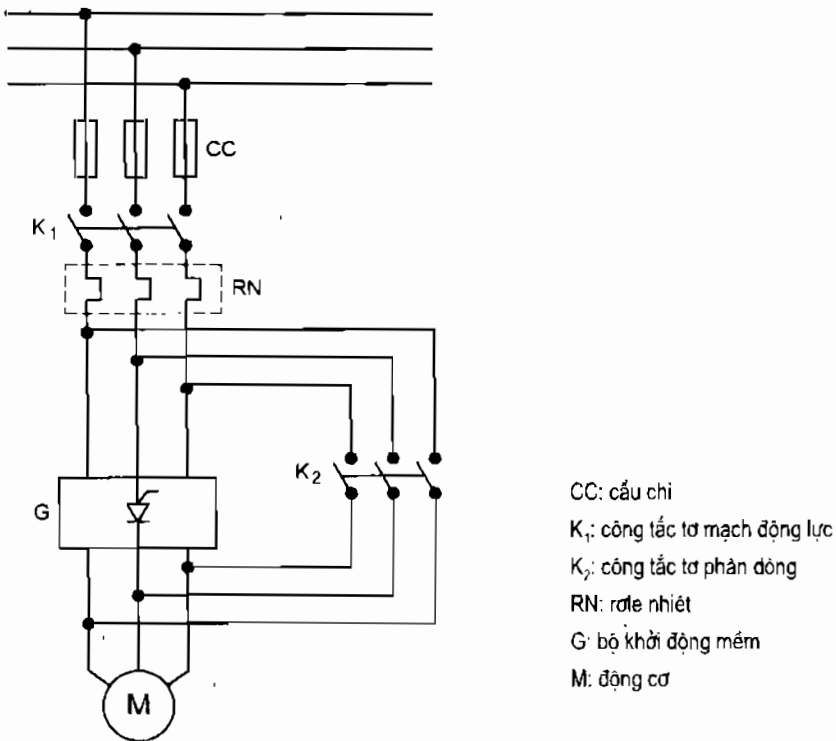 CC
K₁
RN
K₂
G
M
CC: cầu chì
K₁: công tắc tơ mạch động lực
K₂: công tắc tơ phân dòng
RN: rơle nhiệt
G: bộ khởi động mềm
M: động cơ